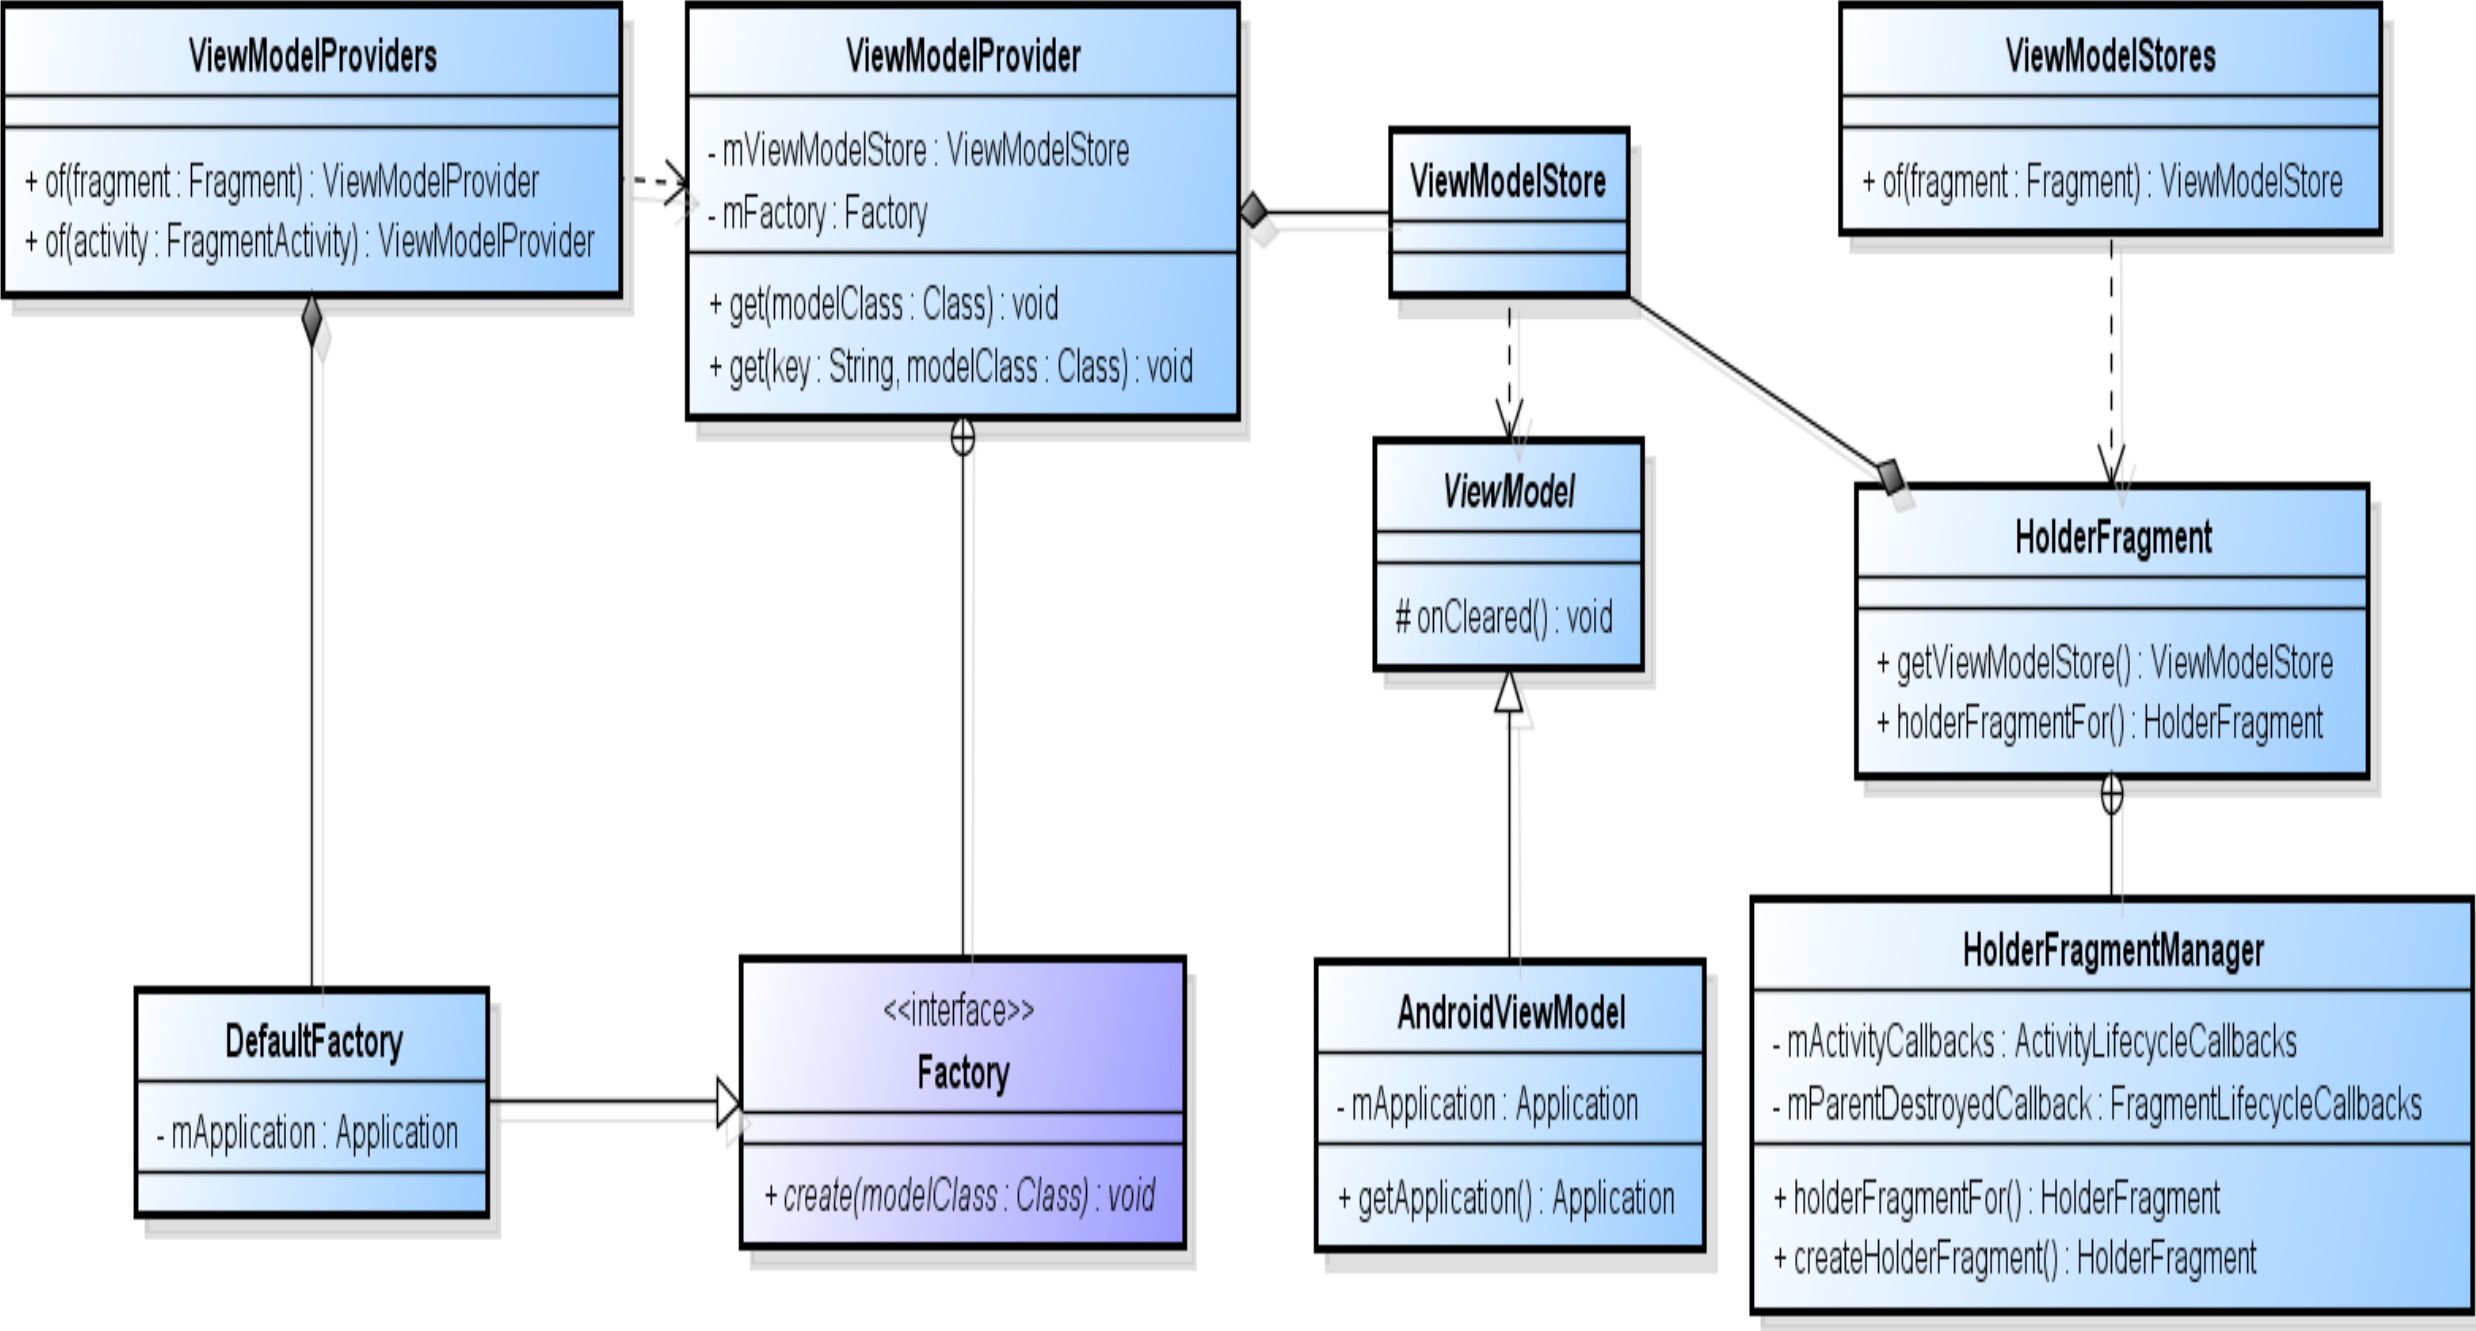 ViewModelProviders
+ of(fragment : Fragment) : ViewModelProvider
+ of(activity : FragmentActivity) : ViewModelProvider
ViewModelProvider
- mViewModelStore : ViewModelStore
- mFactory : Factory
+ get(modelClass : Class) : void
+ get(key : String, modelClass : Class) : void
ViewModelStore
ViewModelStores
+ of(fragment : Fragment) : ViewModelStore
ViewModel
# onCleared() : void
HolderFragment
+ getViewModelStore() : ViewModelStore
+ holderFragmentFor() : HolderFragment
DefaultFactory
- mApplication : Application
<<interface>>
Factory
+ create(modelClass : Class) : void
AndroidViewModel
- mApplication : Application
+ getApplication() : Application
HolderFragmentManager
- mActivityCallbacks : ActivityLifecycleCallbacks
- mParentDestroyedCallback : FragmentLifecycleCallbacks
+ holderFragmentFor() : HolderFragment
+ createHolderFragment() : HolderFragment